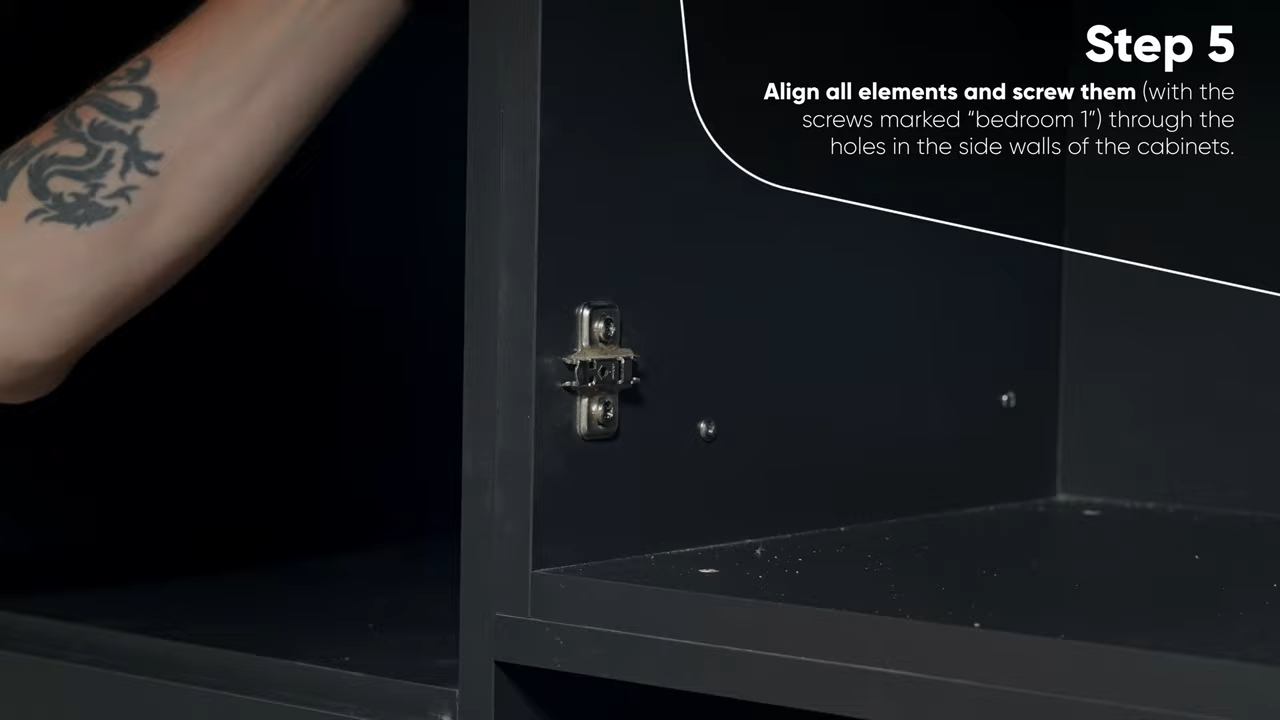 Step 5
Align all elements and screw them (with the
screws marked “bedroom 1”) through the
holes in the side walls of the cabinets.